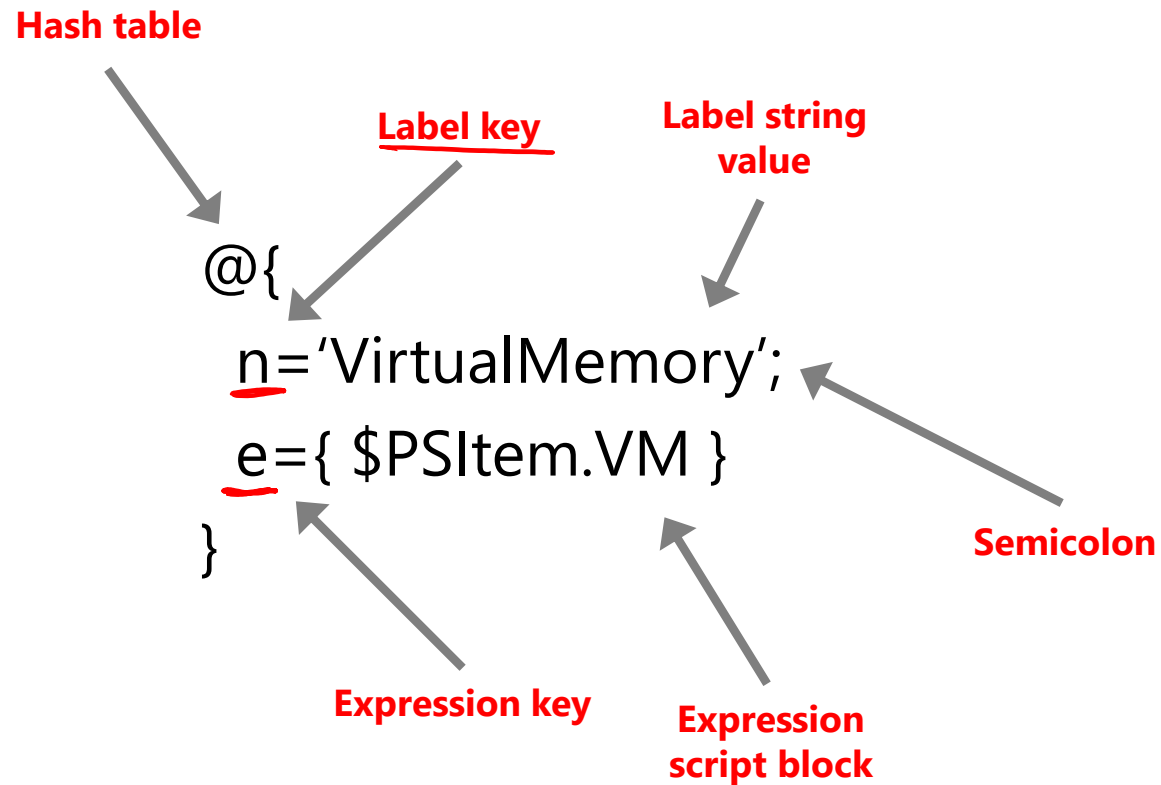 Hash table
Label key
Label string
value
@{
n=‘VirtualMemory’;
e={ $PSItem.VM }
}
Semicolon
Expression key
Expression
script block